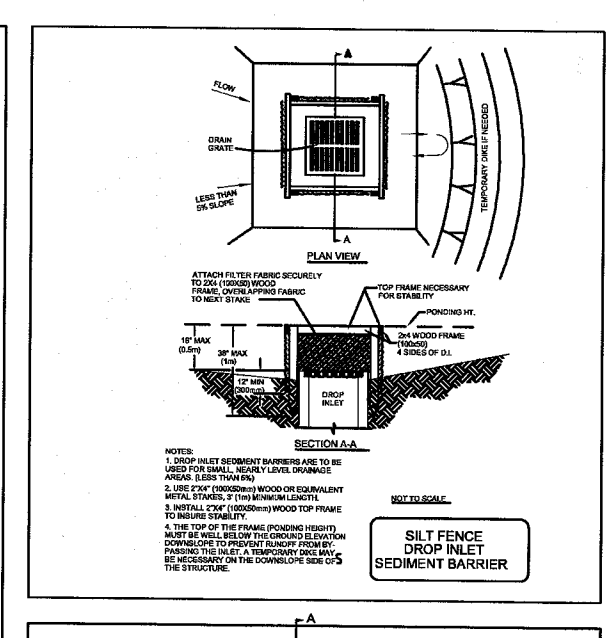 A
FLOW
DRAIN
GRATE
LESS THAN
5% SLOPE
TEMPORARY DIKE IF NEEDED
A
PLAN VIEW
ATTACH FILTER FABRIC SECURELY
TO 2X4 (100X50) WOOD
FRAME, OVERLAPPING FABRIC
TO NEXT STAKE
TOP FRAME NECESSARY
FOR STABILITY
PONDING HT.
2x4 WOOD FRAME
(100x50)
4 SIDES OF D.I.
18" MAX
(0.5m)
38" MAX
(1m)
12" MIN
(300mm)
DROP
INLET
SECTION A-A
NOTES:
1. DROP INLET SEDIMENT BARRIERS ARE TO BE
USED FOR SMALL, NEARLY LEVEL DRAINAGE
AREAS. (LESS THAN 5%)
2. USE 2"X4" (100X50mm) WOOD OR EQUIVALENT
METAL STAKES, 3' (1m) MINIMUM LENGTH.
3. INSTALL 2"X4" (100X50mm) WOOD TOP FRAME
TO INSURE STABILITY.
4. THE TOP OF THE FRAME (PONDING HEIGHT)
MUST BE WELL BELOW THE GROUND ELEVATION
DOWNSLOPE TO PREVENT RUNOFF FROM BY-
PASSING THE INLET. A TEMPORARY DIKE MAY
BE NECESSARY ON THE DOWNSLOPE SIDE OF S
THE STRUCTURE.
NOT TO SCALE
SILT FENCE
DROP INLET
SEDIMENT BARRIER
A